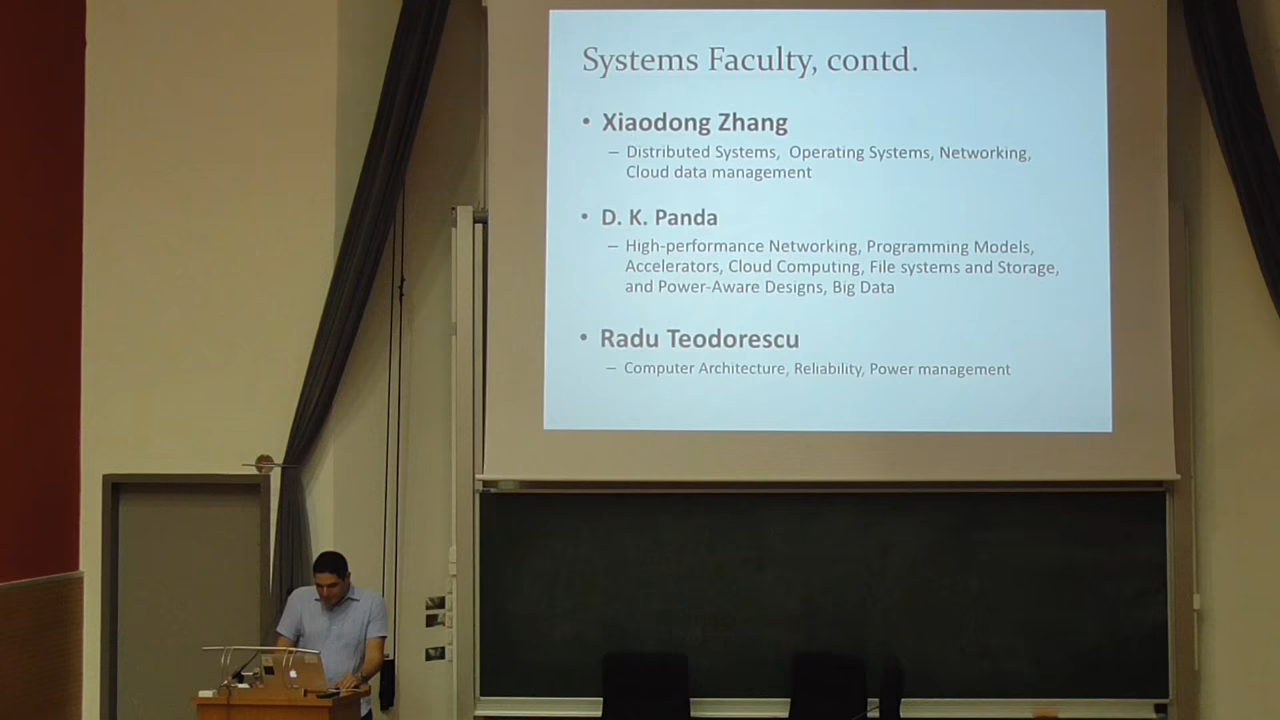 Systems Faculty, contd.
• Xiaodong Zhang
– Distributed Systems, Operating Systems, Networking,
Cloud data management
• D. K. Panda
– High-performance Networking, Programming Models,
Accelerators, Cloud Computing, File systems and Storage,
and Power-Aware Designs, Big Data
• Radu Teodorescu
– Computer Architecture, Reliability, Power management